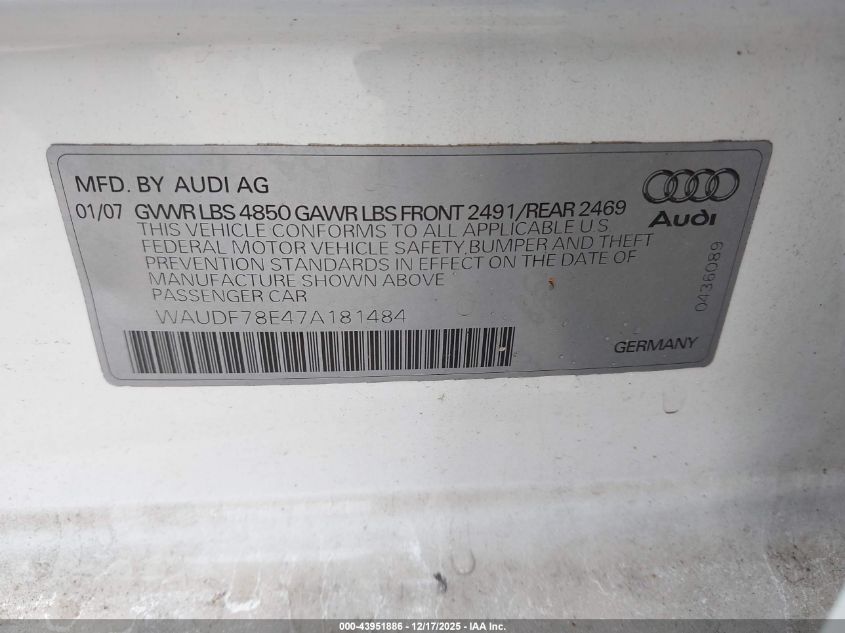 MFD. BY AUDI AG
01/07 GVWR LBS 4850 GAWR LBS FRONT 2491/REAR 2469
THIS VEHICLE CONFORMS TO ALL APPLICABLE U.S
FEDERAL MOTOR VEHICLE SAFETY,BUMPER AND THEFT
PREVENTION STANDARDS IN EFFECT ON THE DATE OF
MANUFACTURE SHOWN ABOVE
PASSENGER CAR
WAUDF78E47A181484
Audi
0436089
GERMANY
000-43951886 - 12/17/2025 - IAA Inc.